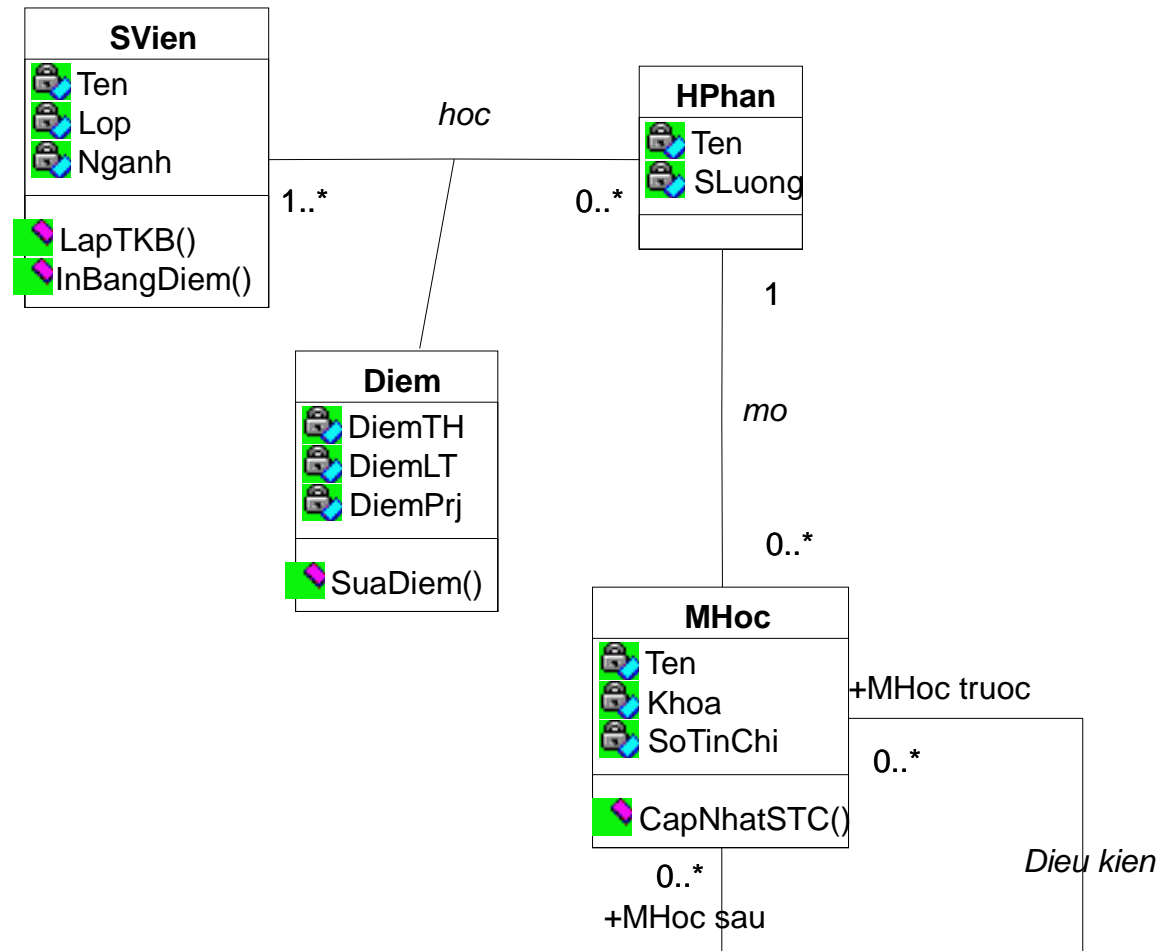 SVien
Ten
Lop
Nganh
LapTKB()
InBangDiem()
hoc
1..*
0..*
HPhan
Ten
SLuong
1
mo
0..*
Diem
DiemTH
DiemLT
DiemPrj
SuaDiem()
MHoc
Ten
Khoa
SoTinChi
CapNhatSTC()
+MHoc truoc
0..*
Dieu kien
0..*
+MHoc sau